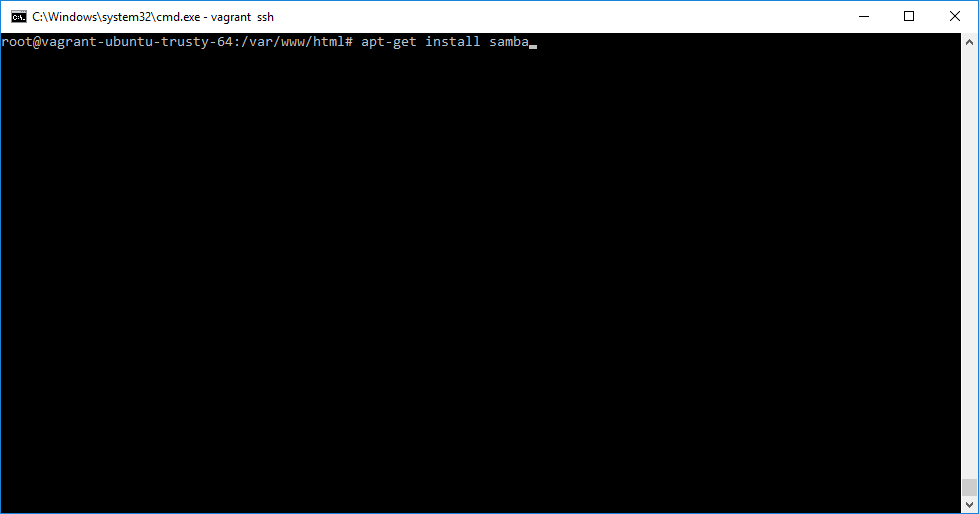 C:\Windows\system32\cmd.exe - vagrant  ssh
root@vagrant-ubuntu-trusty-64:/var/www/html# apt-get install samba